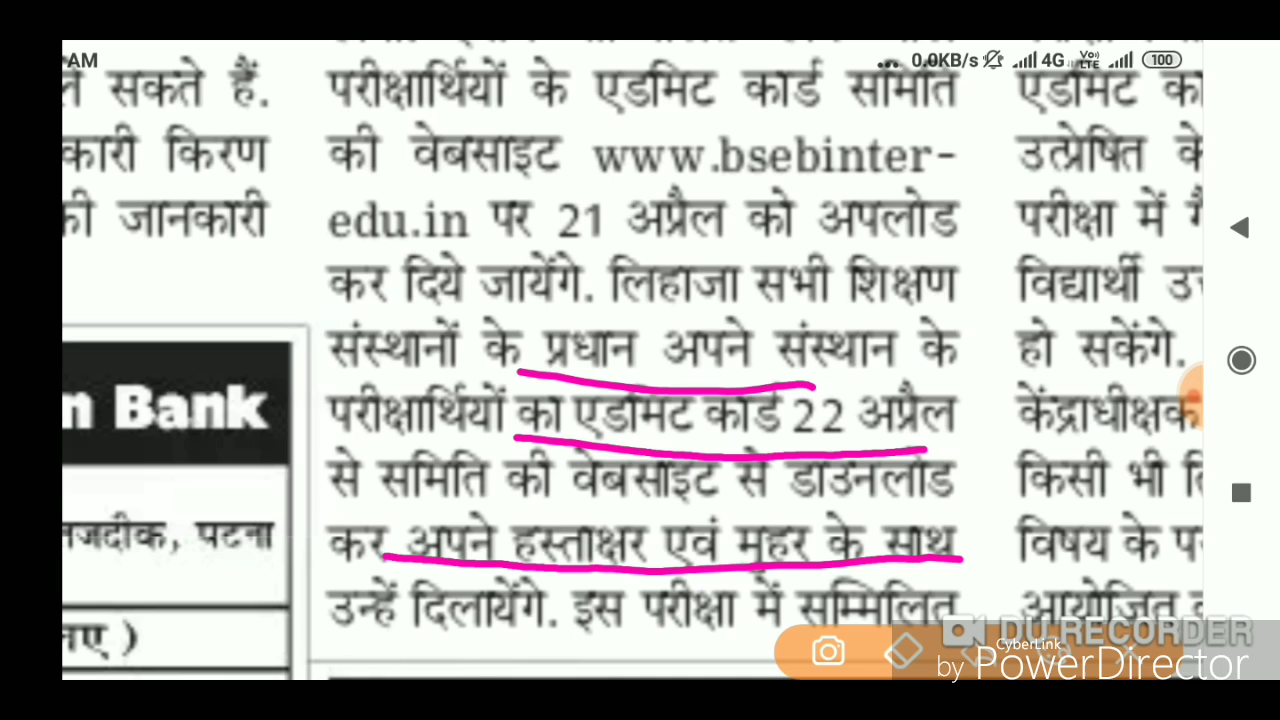 AM
0.0KB/s 4G Vo) LTE 100
ले सकते हैं.
कारी किरण
की जानकारी
n Bank
नजदीक, पटना
परीक्षार्थियों के एडमिट कार्ड समिति
की वेबसाइट www.bsebinter-
edu.in पर 21 अप्रैल को अपलोड
कर दिये जायेंगे. लिहाजा सभी शिक्षण
संस्थानों के प्रधान अपने संस्थान के
परीक्षार्थियों का एडमिट कार्ड 22 अप्रैल
से समिति की वेबसाइट से डाउनलोड
कर अपने हस्ताक्षर एवं मुहर के साथ
उन्हें दिलायेंगे. इस परीक्षा में सम्मिलित
एडमिट का
उत्प्रेषित के
परीक्षा में
विद्यार्थी
हो सकेंगे.
केंद्राधीक्षक
किसी भी
विषय के
आयोजित
DU RECORDER
CyberLink
by PowerDirector